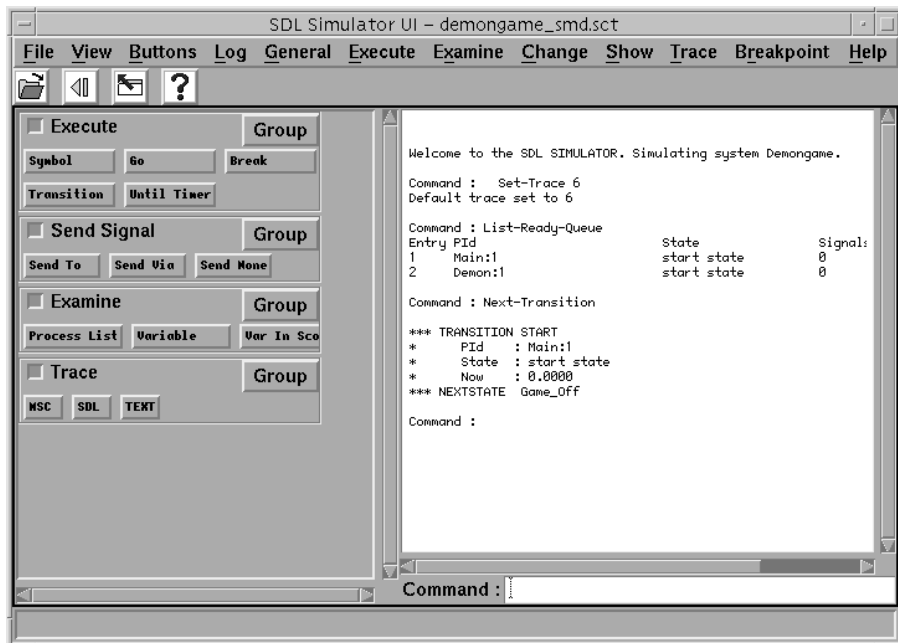 SDL Simulator UI – demongame_smd.sct
File View Buttons Log General Execute Examine Change Show Trace Breakpoint Help
?
Execute Group
Symbol Go Break
Transition Until Timer
Send Signal Group
Send To Send Via Send None
Examine Group
Process List Variable Var In Sco
Trace Group
MSC SDL TEXT
Welcome to the SDL SIMULATOR. Simulating system Demongame.
Command : Set-Trace 6
Default trace set to 6
Command : List-Ready-Queue
Entry PId State Signals
1 Main:1 start state 0
2 Demon:1 start state 0
Command : Next-Transition
*** TRANSITION START
* PId : Main:1
* State : start state
* Now : 0.0000
*** NEXTSTATE Game_Off
Command :
Command :